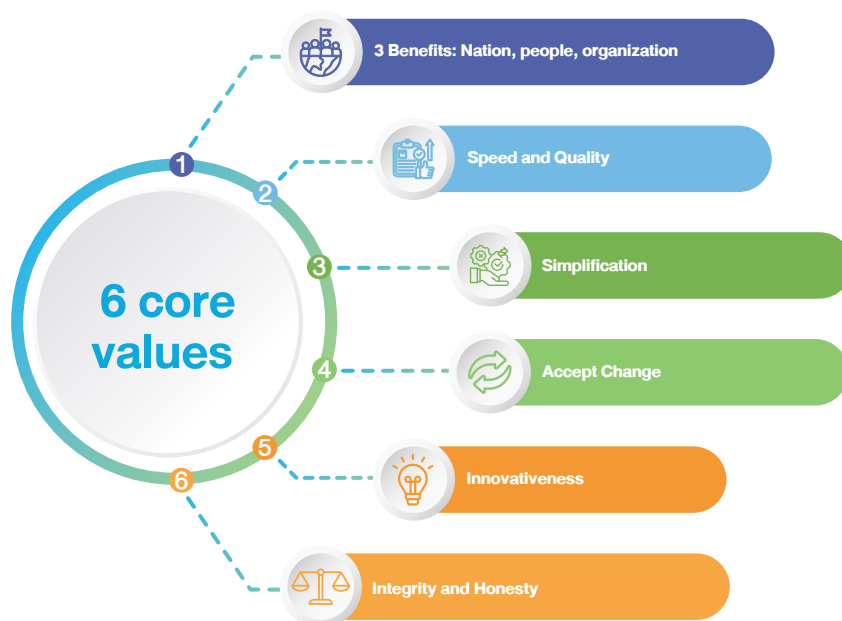 1
3 Benefits: Nation, people, organization
2
Speed and Quality
3
Simplification
6 core
values
4
Accept Change
5
Innovativeness
6
Integrity and Honesty